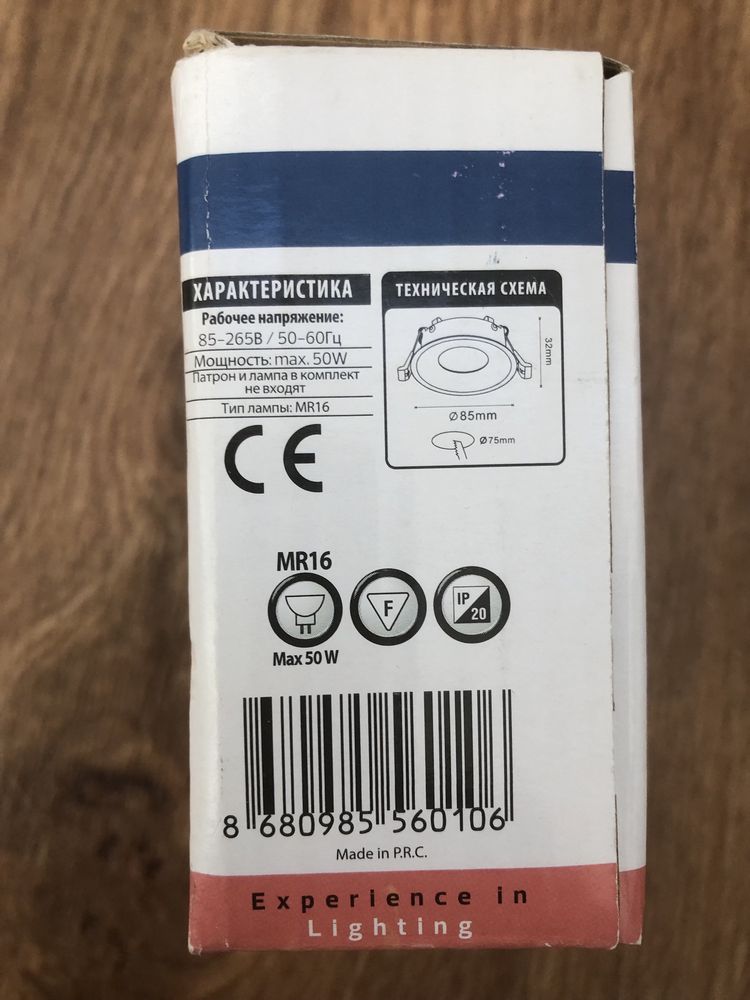 ХАРАКТЕРИСТИКА
Рабочее напряжение:
85–265В / 50–60Гц
Мощность: max. 50W
Патрон и лампа в комплект
не входят
Тип лампы: MR16
CE
ТЕХНИЧЕСКАЯ СХЕМА
32mm
Ø85mm
Ø75mm
MR16
F
IP
20
Max 50 W
8 680985 560106
Made in P.R.C.
Experience in
Lighting